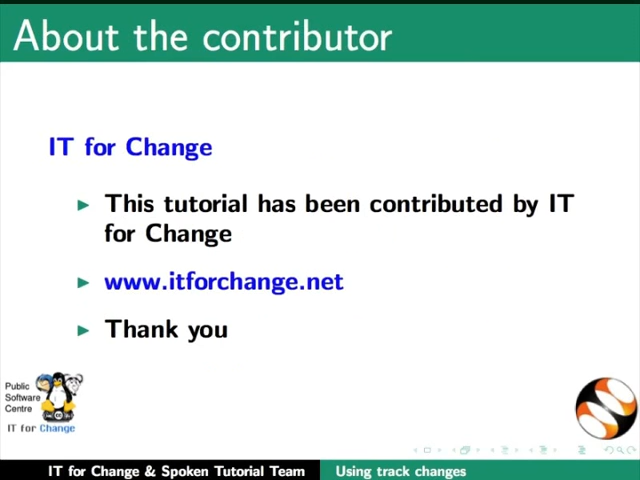 About the contributor
IT for Change
This tutorial has been contributed by IT
for Change
www.itforchange.net
Thank you
Public
Software
Centre
IT for Change
IT for Change & Spoken Tutorial Team
Using track changes